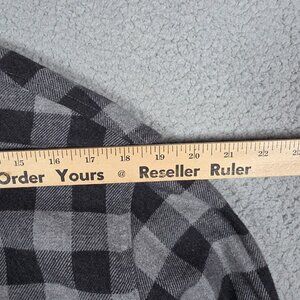 15 16 17 18 19 20 21 22
Order Yours @ Reseller Ruler